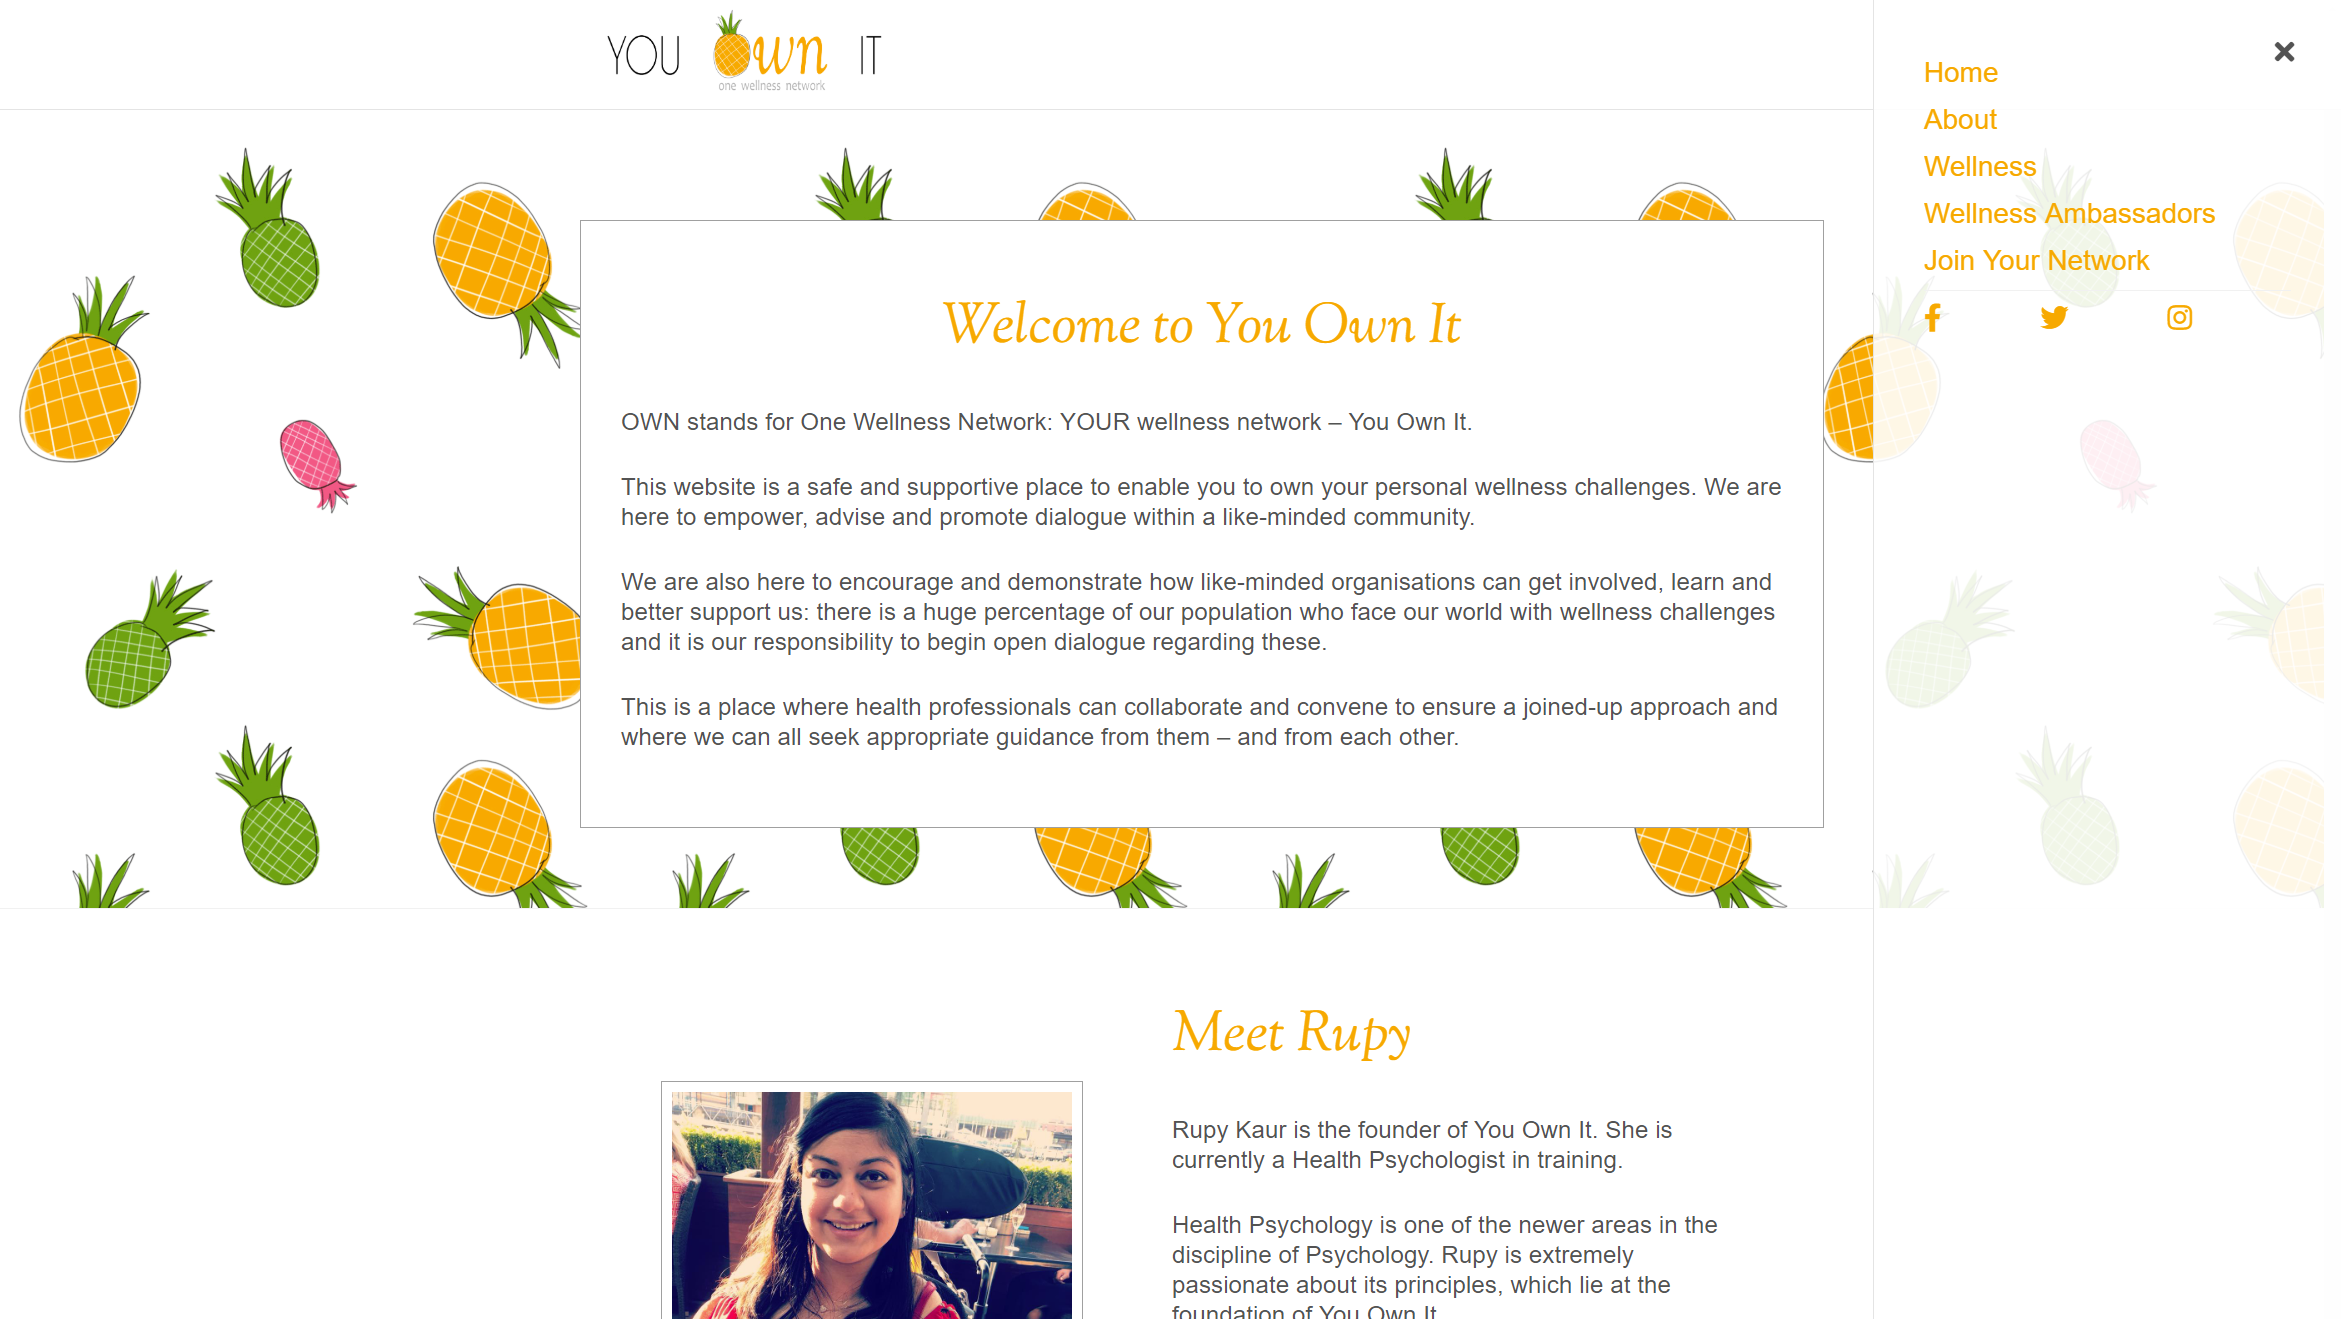 YOU Own IT
one wellness network
Home
About
Wellness
Wellness Ambassadors
Join Your Network
Welcome to You Own It
OWN stands for One Wellness Network: YOUR wellness network – You Own It.
This website is a safe and supportive place to enable you to own your personal wellness challenges. We are
here to empower, advise and promote dialogue within a like-minded community.
We are also here to encourage and demonstrate how like-minded organisations can get involved, learn and
better support us: there is a huge percentage of our population who face our world with wellness challenges
and it is our responsibility to begin open dialogue regarding these.
This is a place where health professionals can collaborate and convene to ensure a joined-up approach and
where we can all seek appropriate guidance from them – and from each other.
Meet Rupy
Rupy Kaur is the founder of You Own It. She is
currently a Health Psychologist in training.
Health Psychology is one of the newer areas in the
discipline of Psychology. Rupy is extremely
passionate about its principles, which lie at the
foundation of You Own It